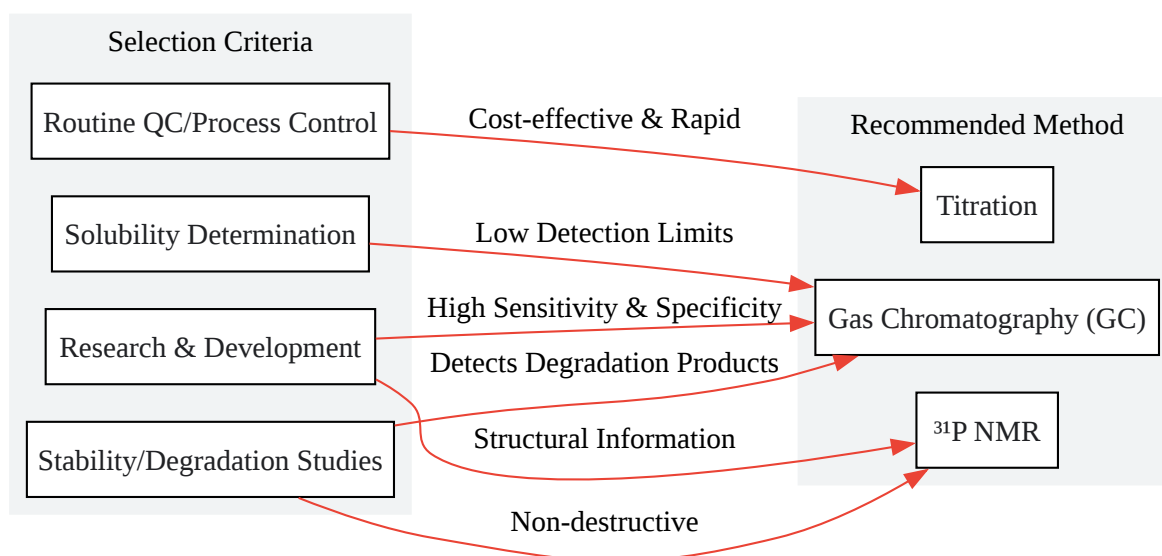 Selection Criteria
Routine QC/Process Control
Solubility Determination
Research & Development
Stability/Degradation Studies
Cost-effective & Rapid
Low Detection Limits
High Sensitivity & Specificity
Detects Degradation Products
Structural Information
Non-destructive
Recommended Method
Titration
Gas Chromatography (GC)
³¹P NMR